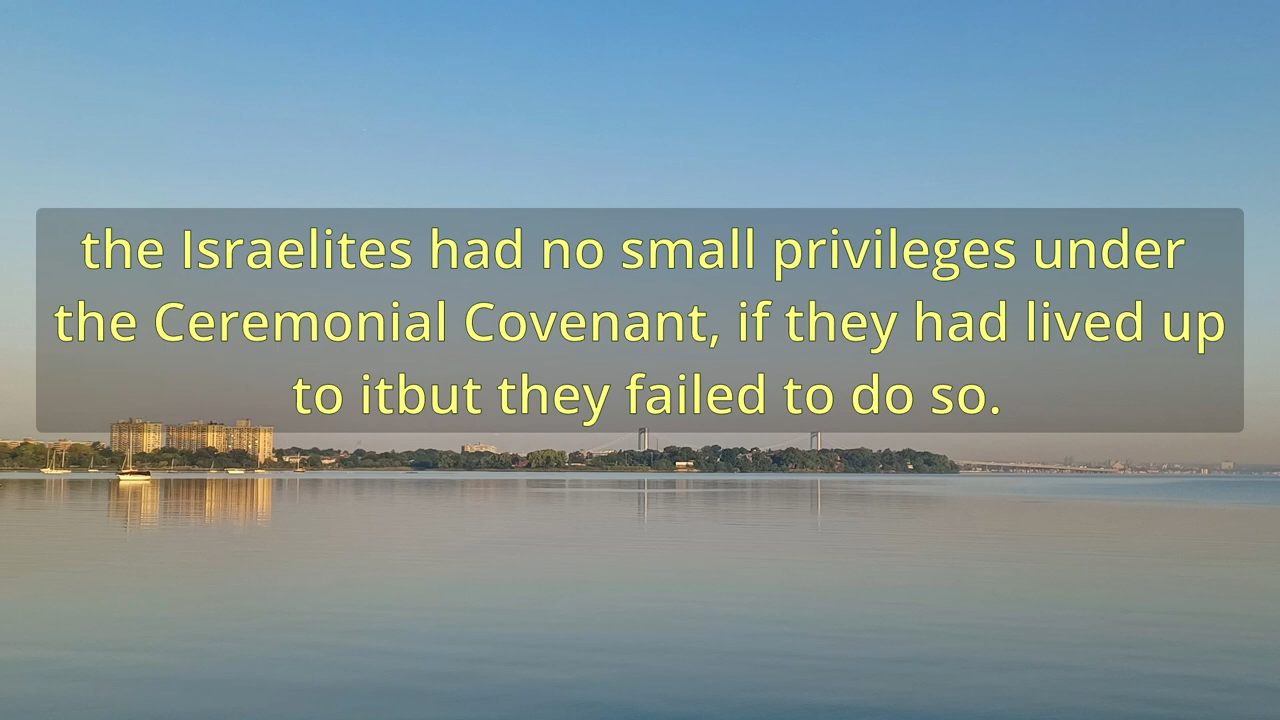 the Israelites had no small privileges under
the Ceremonial Covenant, if they had lived up
to itbut they failed to do so.